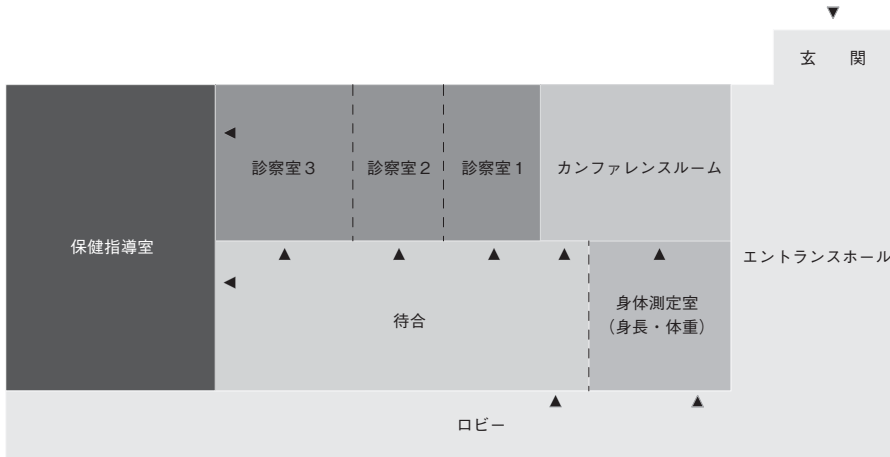 玄　関
診察室３
診察室２
診察室１
カンファレンスルーム
保健指導室
エントランスホール
待合
身体測定室
（身長・体重）
ロビー